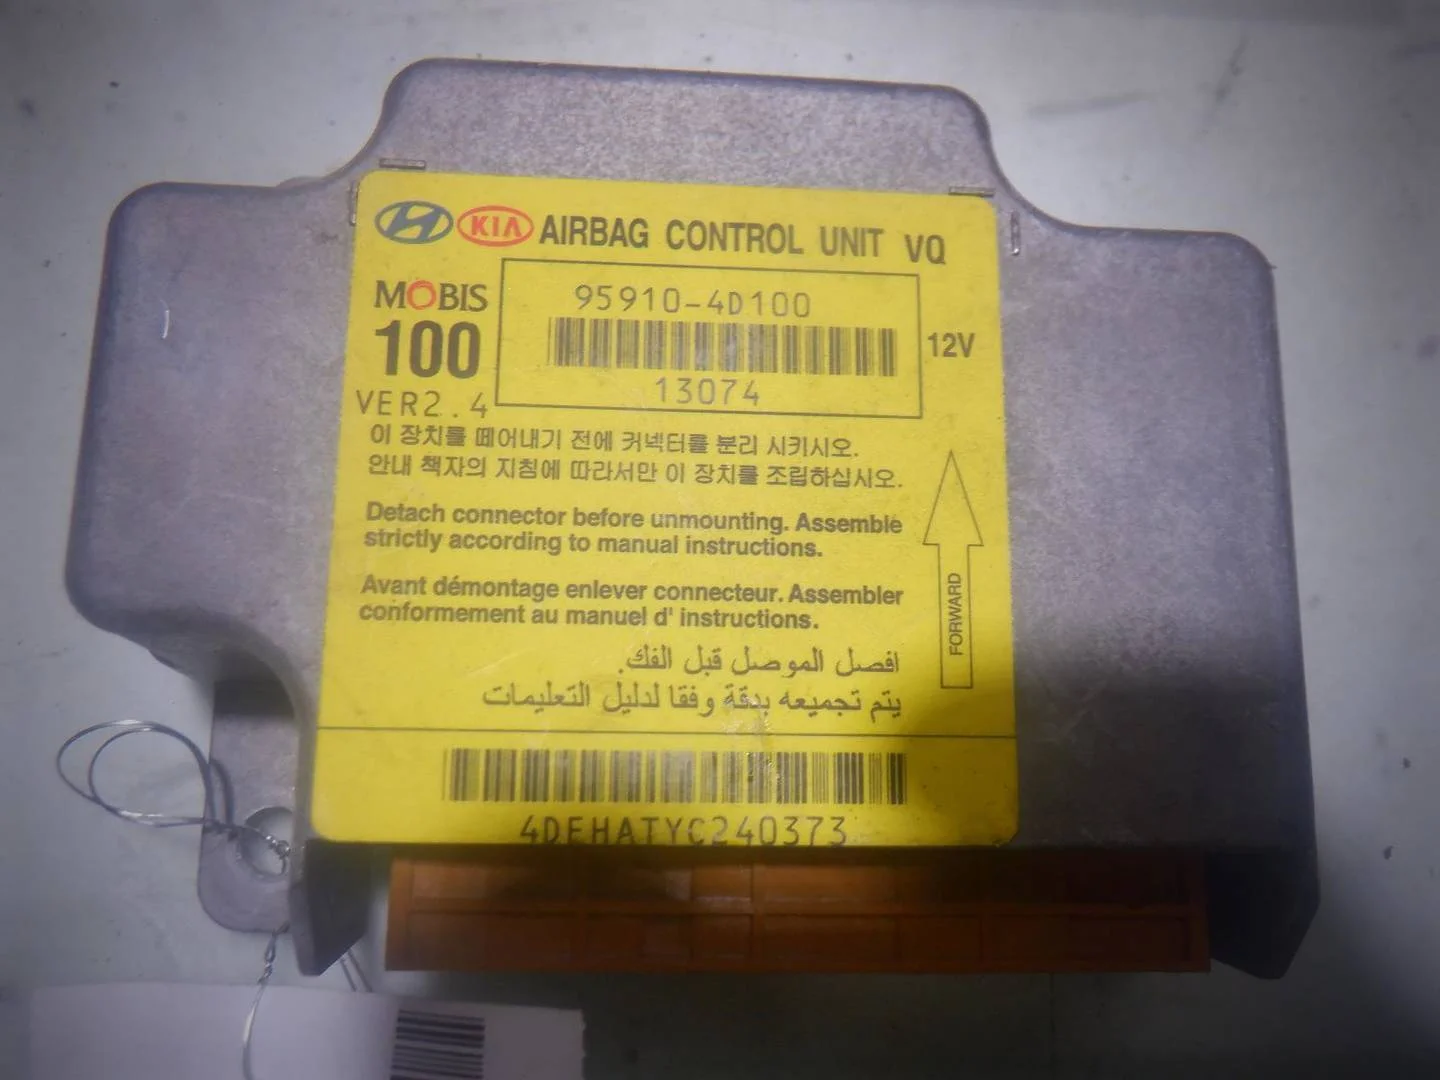 KIA AIRBAG CONTROL UNIT VQ
MOBIS
100
VER2.4
95910-4D100
13074
12V
이 장치를 떼어내기 전에 커넥터를 분리 시키시오.
안내 책자의 지침에 따라서만 이 장치를 조립하십시오.
Detach connector before unmounting. Assemble
strictly according to manual instructions.
Avant démontage enlever connecteur. Assembler
conformement au manuel d' instructions.
افصل الموصل قبل الفك.
يتم تجميعه بدقة وفقا لدليل التعليمات
FORWARD
4DEHATYC240373